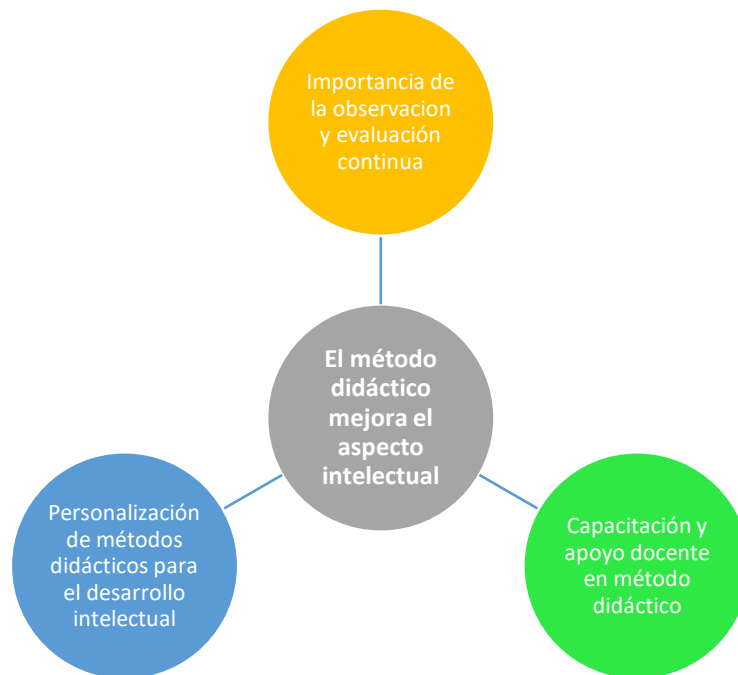 Importancia de
la observacion
y evaluación
continua
El método
didáctico
mejora el
aspecto
intelectual
Personalización
de métodos
didácticos para
el desarrollo
intelectual
Capacitación y
apoyo docente
en método
didáctico